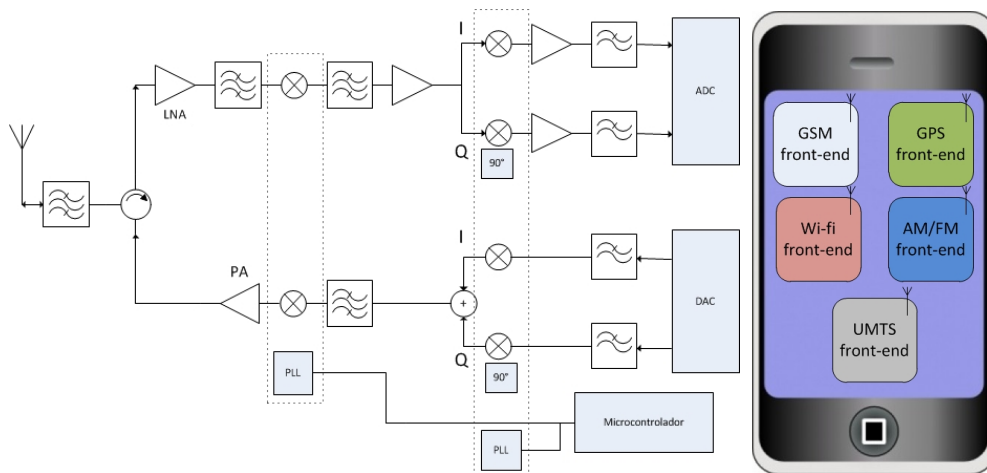 I
LNA
Q
90°
ADC
PA
I
+
Q
90°
DAC
PLL
PLL
Microcontrolador
GSM
front-end
GPS
front-end
Wi-fi
front-end
AM/FM
front-end
UMTS
front-end